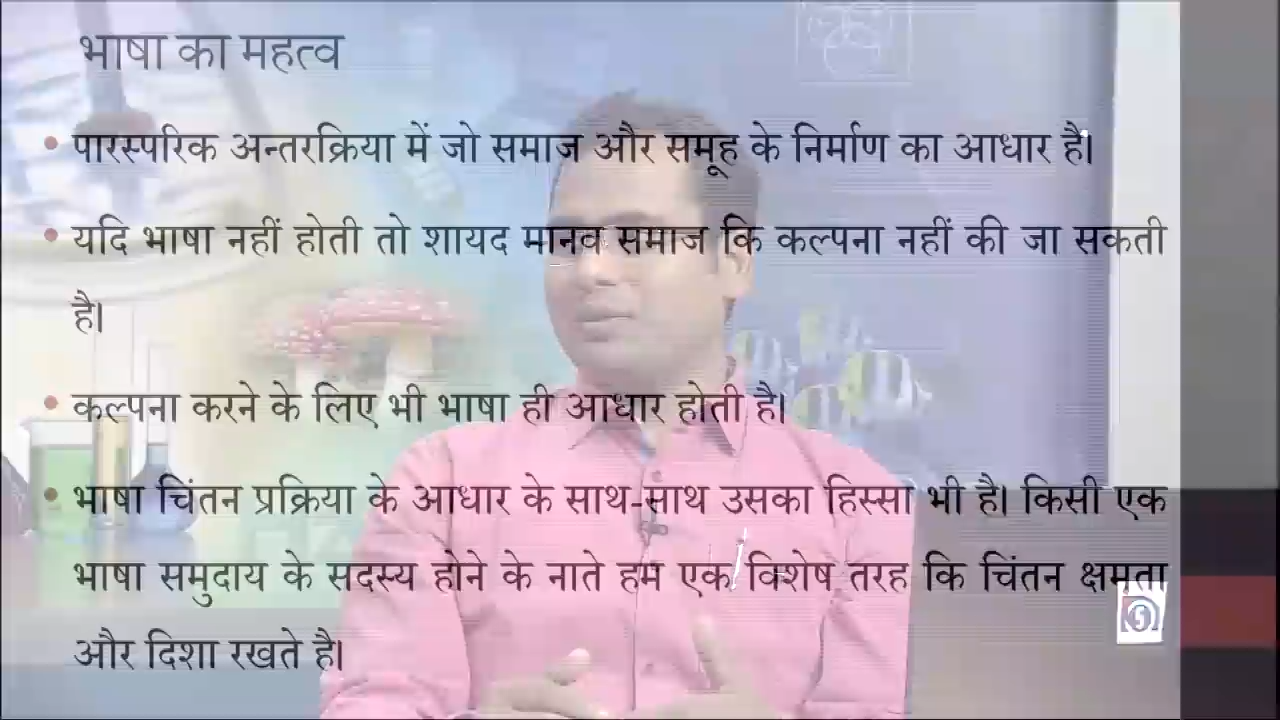 भाषा का महत्व
• पारस्परिक अन्तरक्रिया में जो समाज और समूह के निर्माण का आधार है।
• यदि भाषा नहीं होती तो शायद मानव समाज कि कल्पना नहीं की जा सकती
है।
• कल्पना करने के लिए भी भाषा ही आधार होती है।
• भाषा चिंतन प्रक्रिया के आधार के साथ-साथ उसका हिस्सा भी है। किसी एक
भाषा समुदाय के सदस्य होने के नाते हम एक विशेष तरह कि चिंतन क्षमता
और दिशा रखते है।